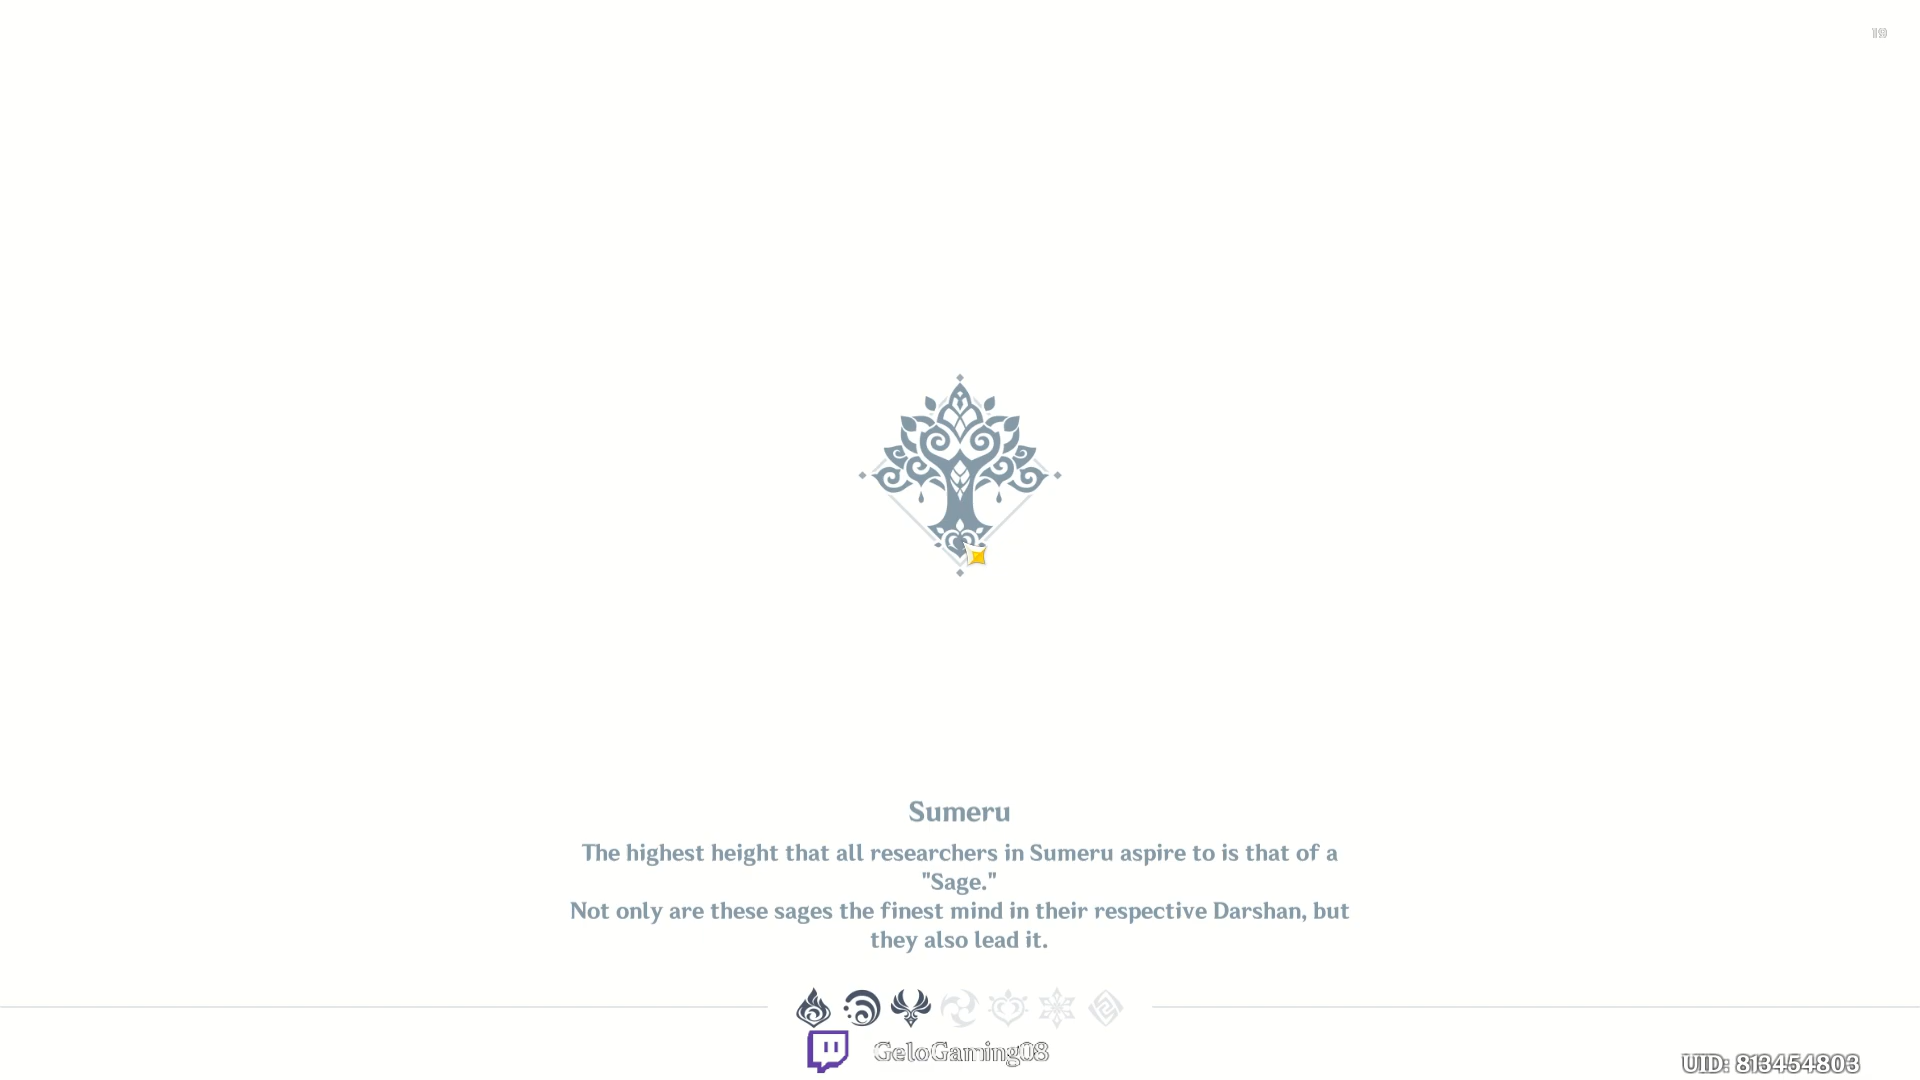 19
Sumeru
The highest height that all researchers in Sumeru aspire to is that of a
"Sage."
Not only are these sages the finest mind in their respective Darshan, but
they also lead it.
GeloGaming08
UID: 813454803